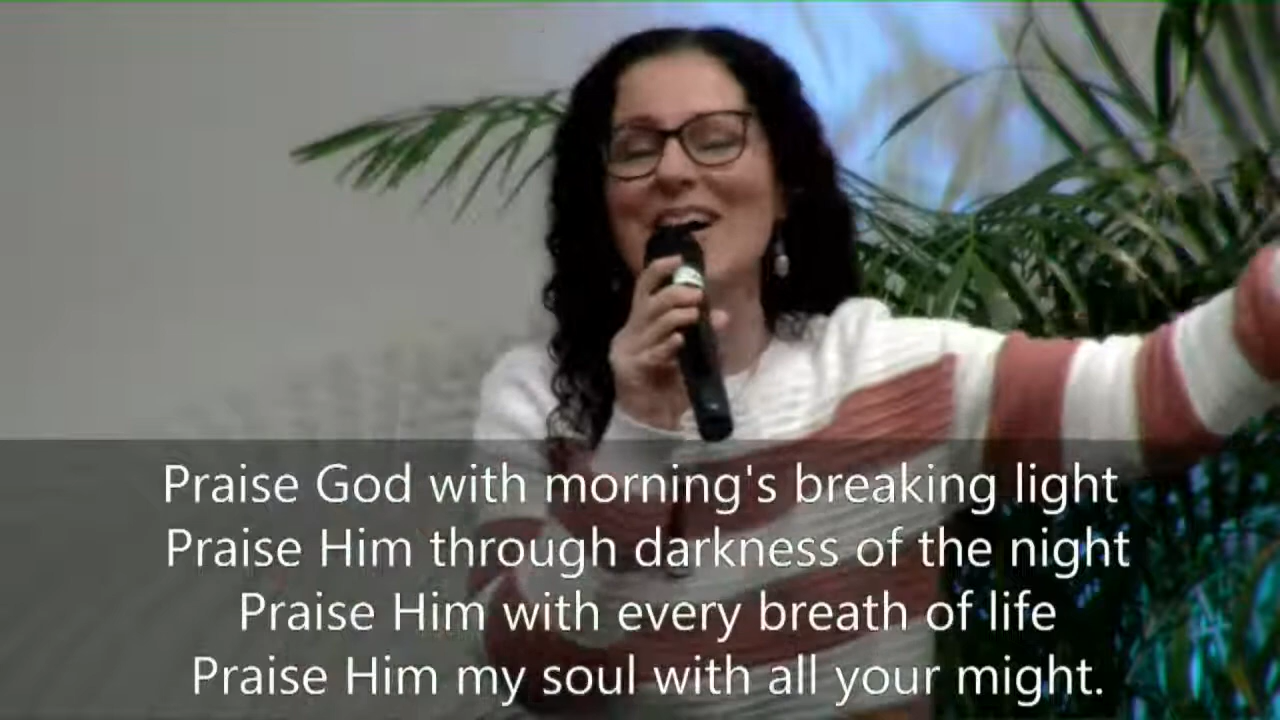 Praise God with morning's breaking light
Praise Him through darkness of the night
Praise Him with every breath of life
Praise Him my soul with all your might.